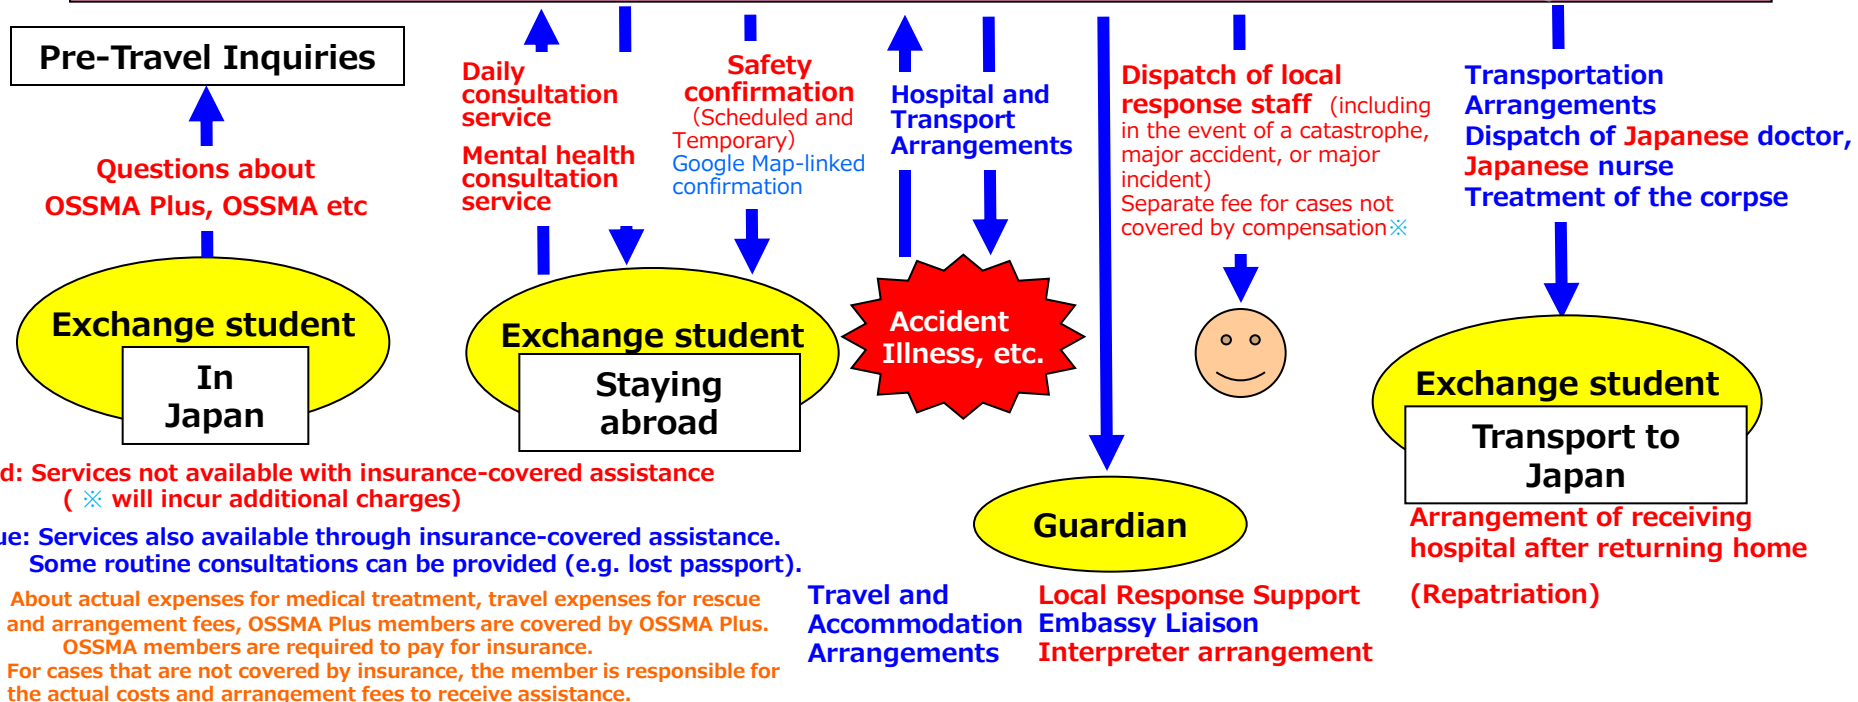 Pre-Travel Inquiries
Questions about
OSSMA Plus, OSSMA etc
Exchange student
In
Japan
Daily
consultation
service
Mental health
consultation
service
Safety
confirmation
（Scheduled and
Temporary）
Google Map-linked
confirmation
Exchange student
Staying
abroad
Hospital and
Transport
Arrangements
Accident
Illness, etc.
Dispatch of local
response staff (including
in the event of a catastrophe,
major accident, or major
incident)
Separate fee for cases not
covered by compensation※
Transportation
Arrangements
Dispatch of Japanese doctor,
Japanese nurse
Treatment of the corpse
Exchange student
Transport to
Japan
Arrangement of receiving
hospital after returning home
(Repatriation)
Guardian
Travel and
Accommodation
Arrangements
Local Response Support
Embassy Liaison
Interpreter arrangement
d: Services not available with insurance-covered assistance
( ※ will incur additional charges)
ue: Services also available through insurance-covered assistance.
Some routine consultations can be provided (e.g. lost passport).
About actual expenses for medical treatment, travel expenses for rescue
and arrangement fees, OSSMA Plus members are covered by OSSMA Plus.
OSSMA members are required to pay for insurance.
For cases that are not covered by insurance, the member is responsible for
the actual costs and arrangement fees to receive assistance.